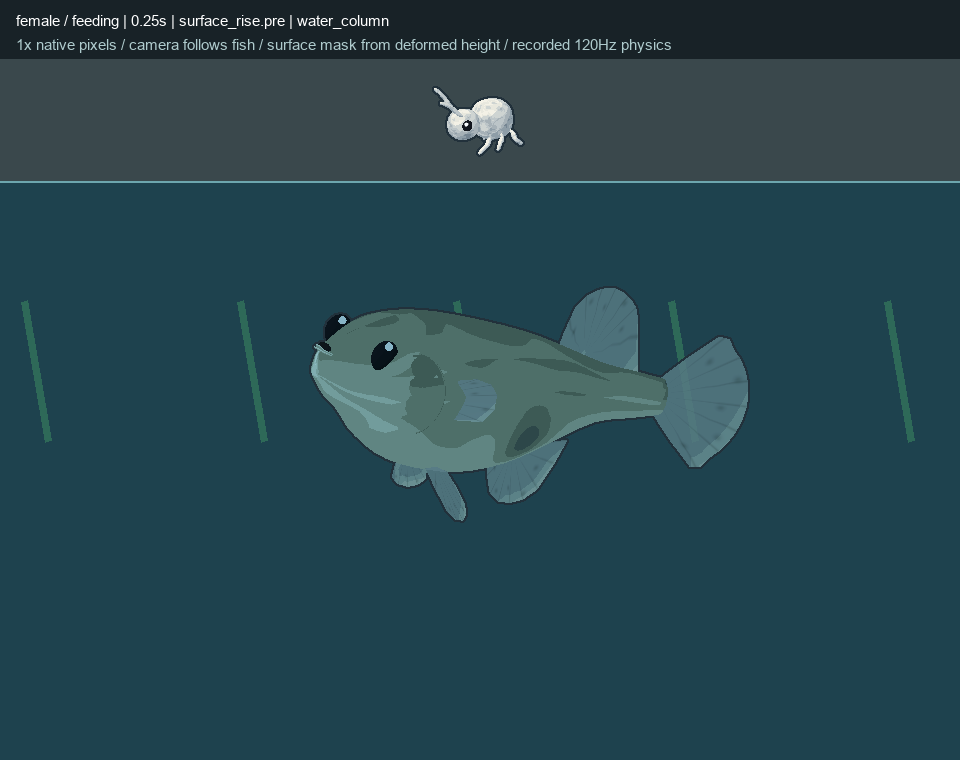 female / feeding | 0.25s | surface_rise.pre | water_column
1x native pixels / camera follows fish / surface mask from deformed height / recorded 120Hz physics